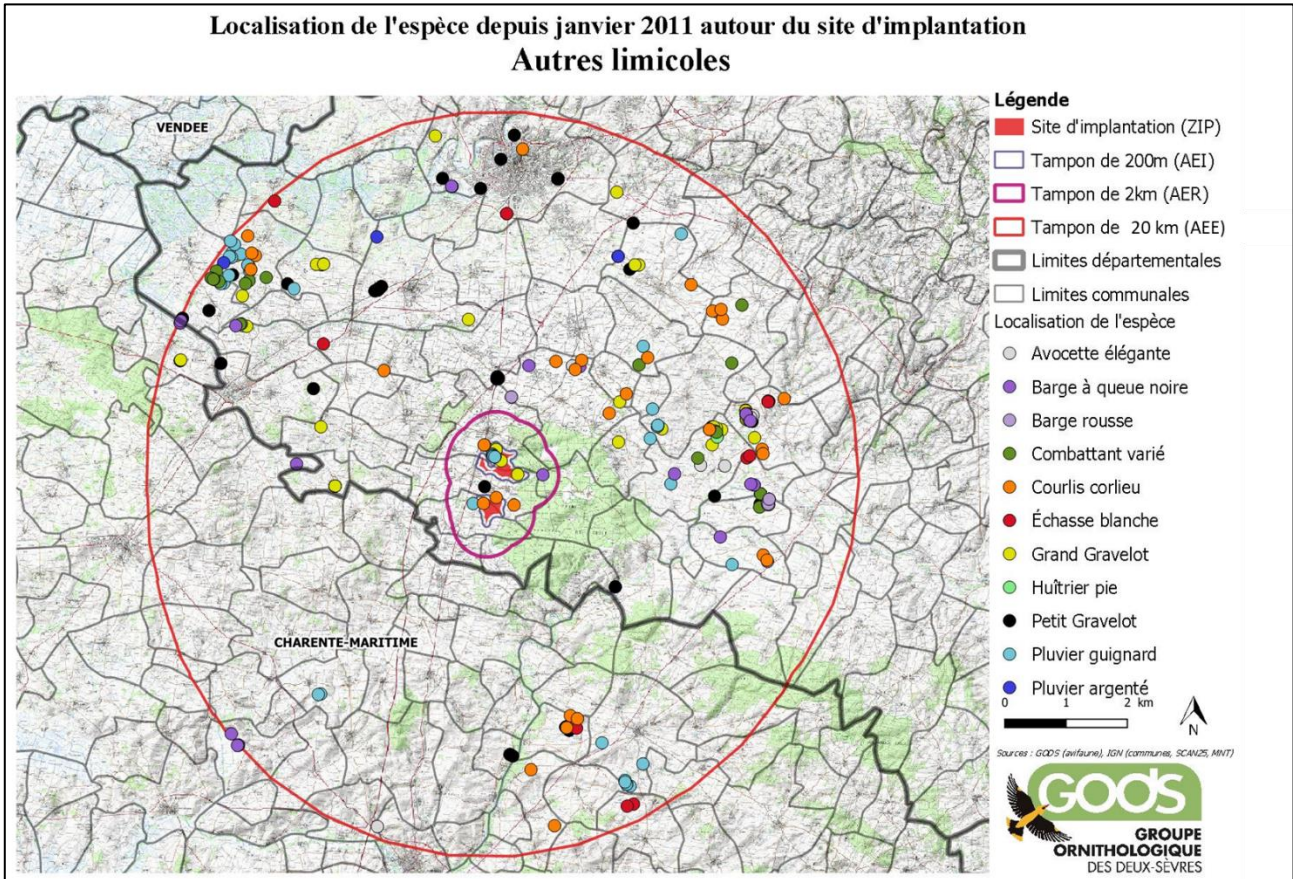 Localisation de l'espèce depuis janvier 2011 autour du site d'implantation
Autres limicoles
VENDEE
CHARENTE-MARITIME
Légende
Site d'implantation (ZIP)
Tampon de 200m (AEI)
Tampon de 2km (AER)
Tampon de 20 km (AEE)
Limites départementales
Limites communales
Localisation de l'espèce
Avocette élégante
Barge à queue noire
Barge rousse
Combattant varié
Courlis corlieu
Échasse blanche
Grand Gravelot
Huîtrier pie
Petit Gravelot
Pluvier guignard
Pluvier argenté
0 1 2 km
N
Sources : GODS (avifaune), IGN (communes, SCAN25, MNT)
GODS
GROUPE
ORNITHOLOGIQUE
DES DEUX-SÈVRES